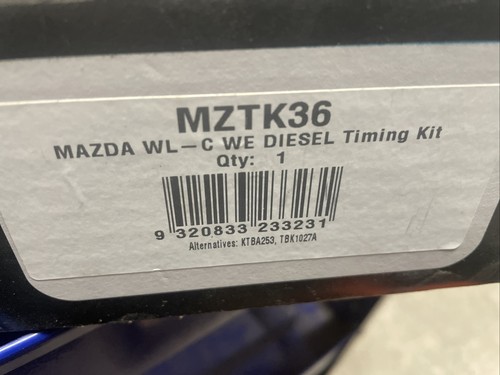 MZTK36
MAZDA WL-C WE DIESEL Timing Kit
Qty: 1
9 320833 233231
Alternatives: KTBA253, TBK1027A